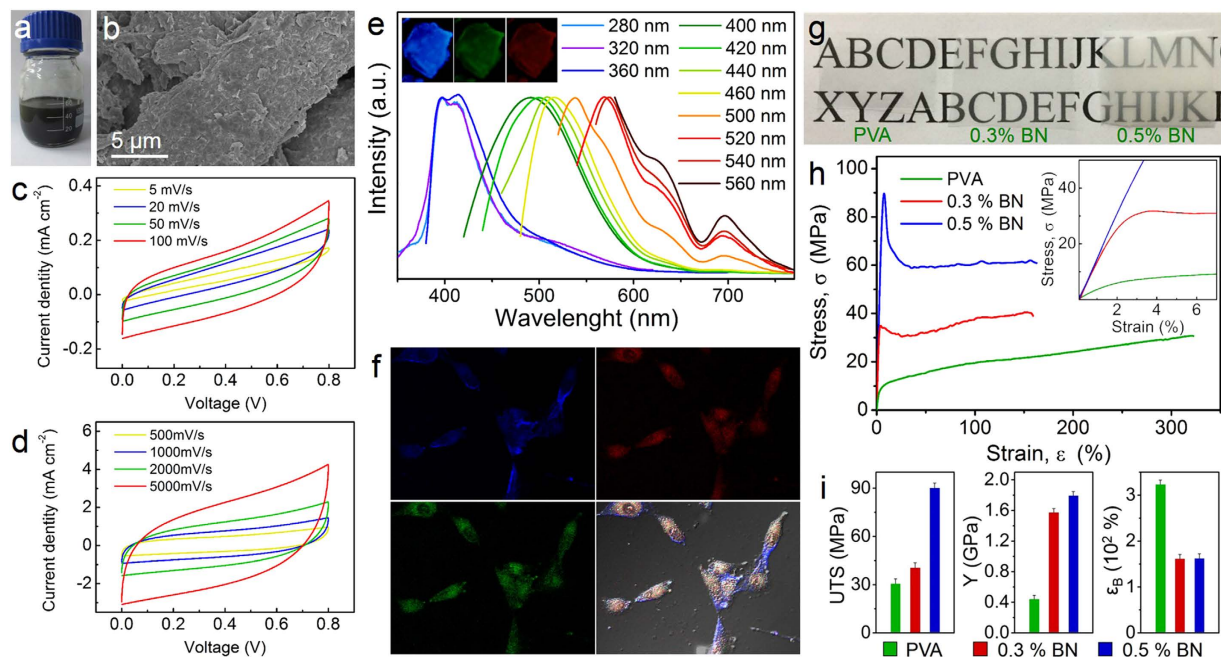 a
40
20
b
5 µm
c
Current dentity (mA cm⁻²)
0.4
0.2
0.0
-0.2
5 mV/s
20 mV/s
50 mV/s
100 mV/s
0.0 0.2 0.4 0.6 0.8
Voltage (V)
d
Current dentity (mA cm⁻²)
6
4
2
0
-2
500mV/s
1000mV/s
2000mV/s
5000mV/s
0.0 0.2 0.4 0.6 0.8
Voltage (V)
e
Intensity (a.u.)
280 nm
320 nm
360 nm
400 nm
420 nm
440 nm
460 nm
500 nm
520 nm
540 nm
560 nm
400 500 600 700
Wavelenght (nm)
f
g
ABCDEFGHIJKLMN
XYZABCDEFGHIJKL
PVA 0.3% BN 0.5% BN
h
Stress, σ (MPa)
100
80
60
40
20
0
PVA
0.3 % BN
0.5 % BN
0 100 200 300
Strain, ε (%)
Stress, σ (MPa)
40
20
0 2 4 6
Strain (%)
i
UTS (MPa)
90
60
30
0
Y (GPa)
2.0
1.6
1.2
0.8
0.4
0.0
ε_B (10² %)
3
2
1
0
PVA 0.3 % BN 0.5 % BN